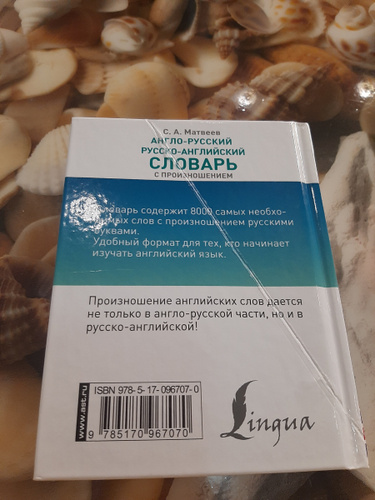 С. А. Матвеев
АНГЛО-РУССКИЙ
РУССКО-АНГЛИЙСКИЙ
СЛОВАРЬ
С ПРОИЗНОШЕНИЕМ
Словарь содержит 8000 самых необхо-
димых слов с произношением русскими
буквами.
Удобный формат для тех, кто начинает
изучать английский язык.
Произношение английских слов дается
не только в англо-русской части, но и в
русско-английской!
www.ast.ru
ISBN 978-5-17-096707-0
9 785170 967070
Lingua